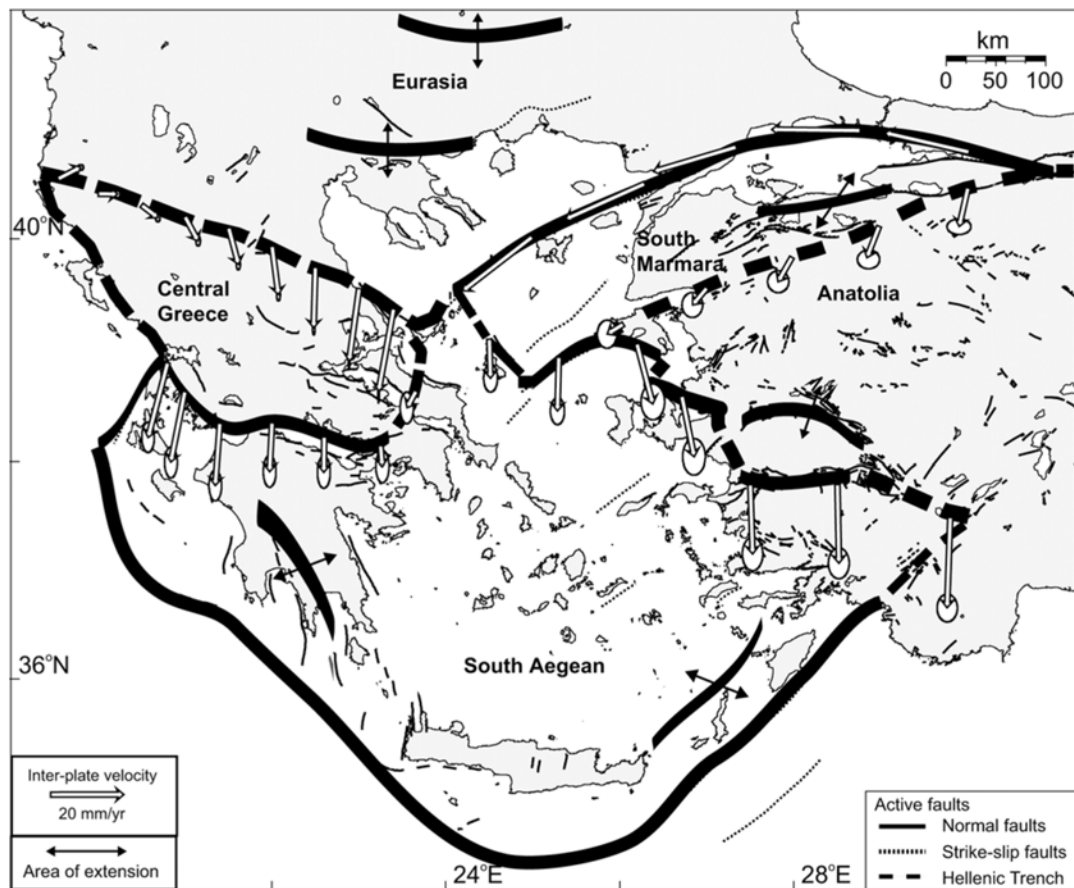 km
0 50 100
Eurasia
40°N
South
Marmara
Central
Greece
Anatolia
South Aegean
36°N
Inter-plate velocity
20 mm/yr
Area of extension
Active faults
Normal faults
Strike-slip faults
Hellenic Trench
24°E
28°E